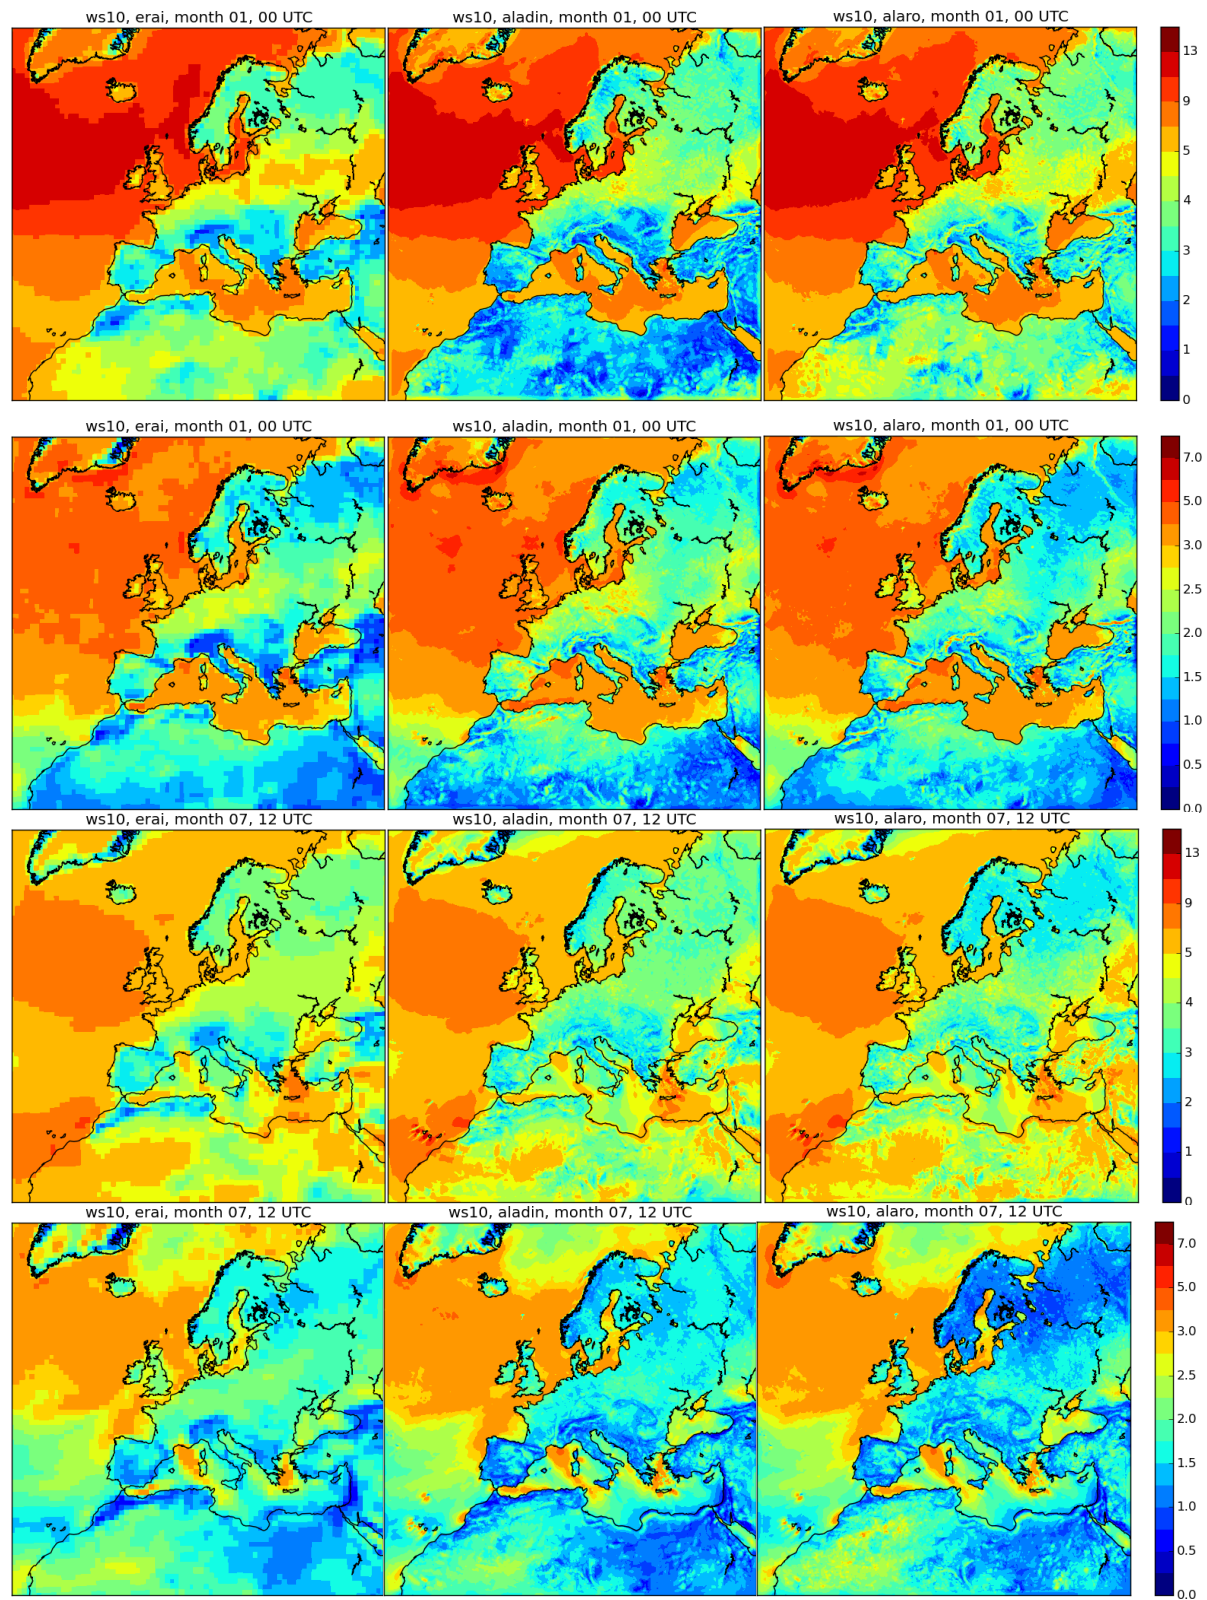 ws10, erai, month 01, 00 UTC
ws10, aladin, month 01, 00 UTC
ws10, alaro, month 01, 00 UTC
13
9
5
4
3
2
1
0
ws10, erai, month 01, 00 UTC
ws10, aladin, month 01, 00 UTC
ws10, alaro, month 01, 00 UTC
7.0
5.0
3.0
2.5
2.0
1.5
1.0
0.5
0.0
ws10, erai, month 07, 12 UTC
ws10, aladin, month 07, 12 UTC
ws10, alaro, month 07, 12 UTC
13
9
5
4
3
2
1
0
ws10, erai, month 07, 12 UTC
ws10, aladin, month 07, 12 UTC
ws10, alaro, month 07, 12 UTC
7.0
5.0
3.0
2.5
2.0
1.5
1.0
0.5
0.0